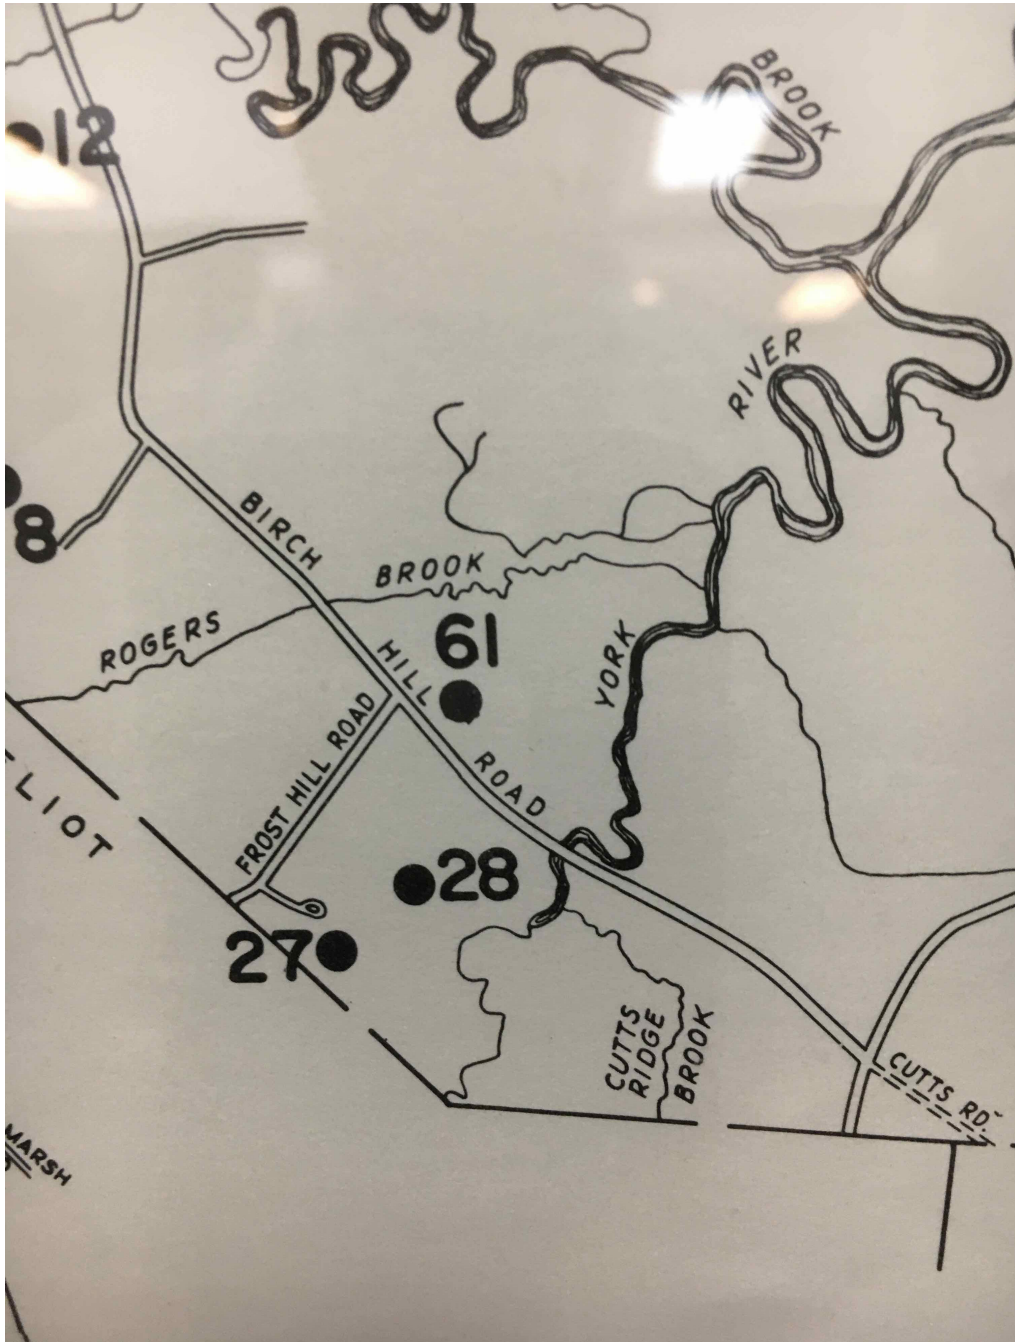 BROOK
12
RIVER
BIRCH HILL ROAD
8
ROGERS BROOK
61
YORK
FROST HILL ROAD
LIOT
28
27
CUTTS
RIDGE
BROOK
CUTTS RD.
MARSH